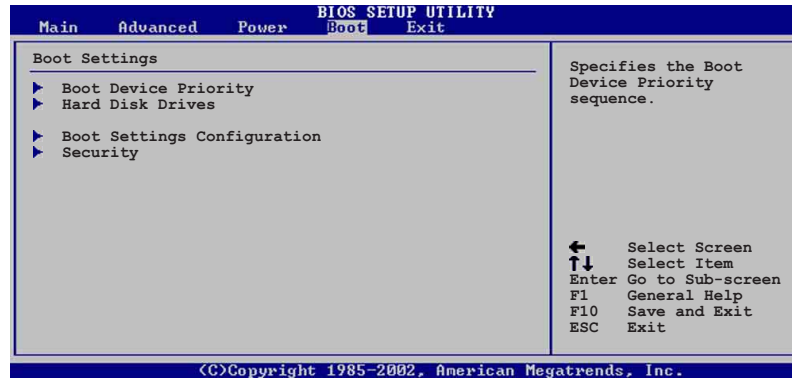 BIOS SETUP UTILITY
Main Advanced Power Boot Exit
Boot Settings
Boot Device Priority
Hard Disk Drives
Boot Settings Configuration
Security
Specifies the Boot
Device Priority
sequence.
← Select Screen
↑↓ Select Item
Enter Go to Sub-screen
F1 General Help
F10 Save and Exit
ESC Exit
(C)Copyright 1985-2002, American Megatrends, Inc.